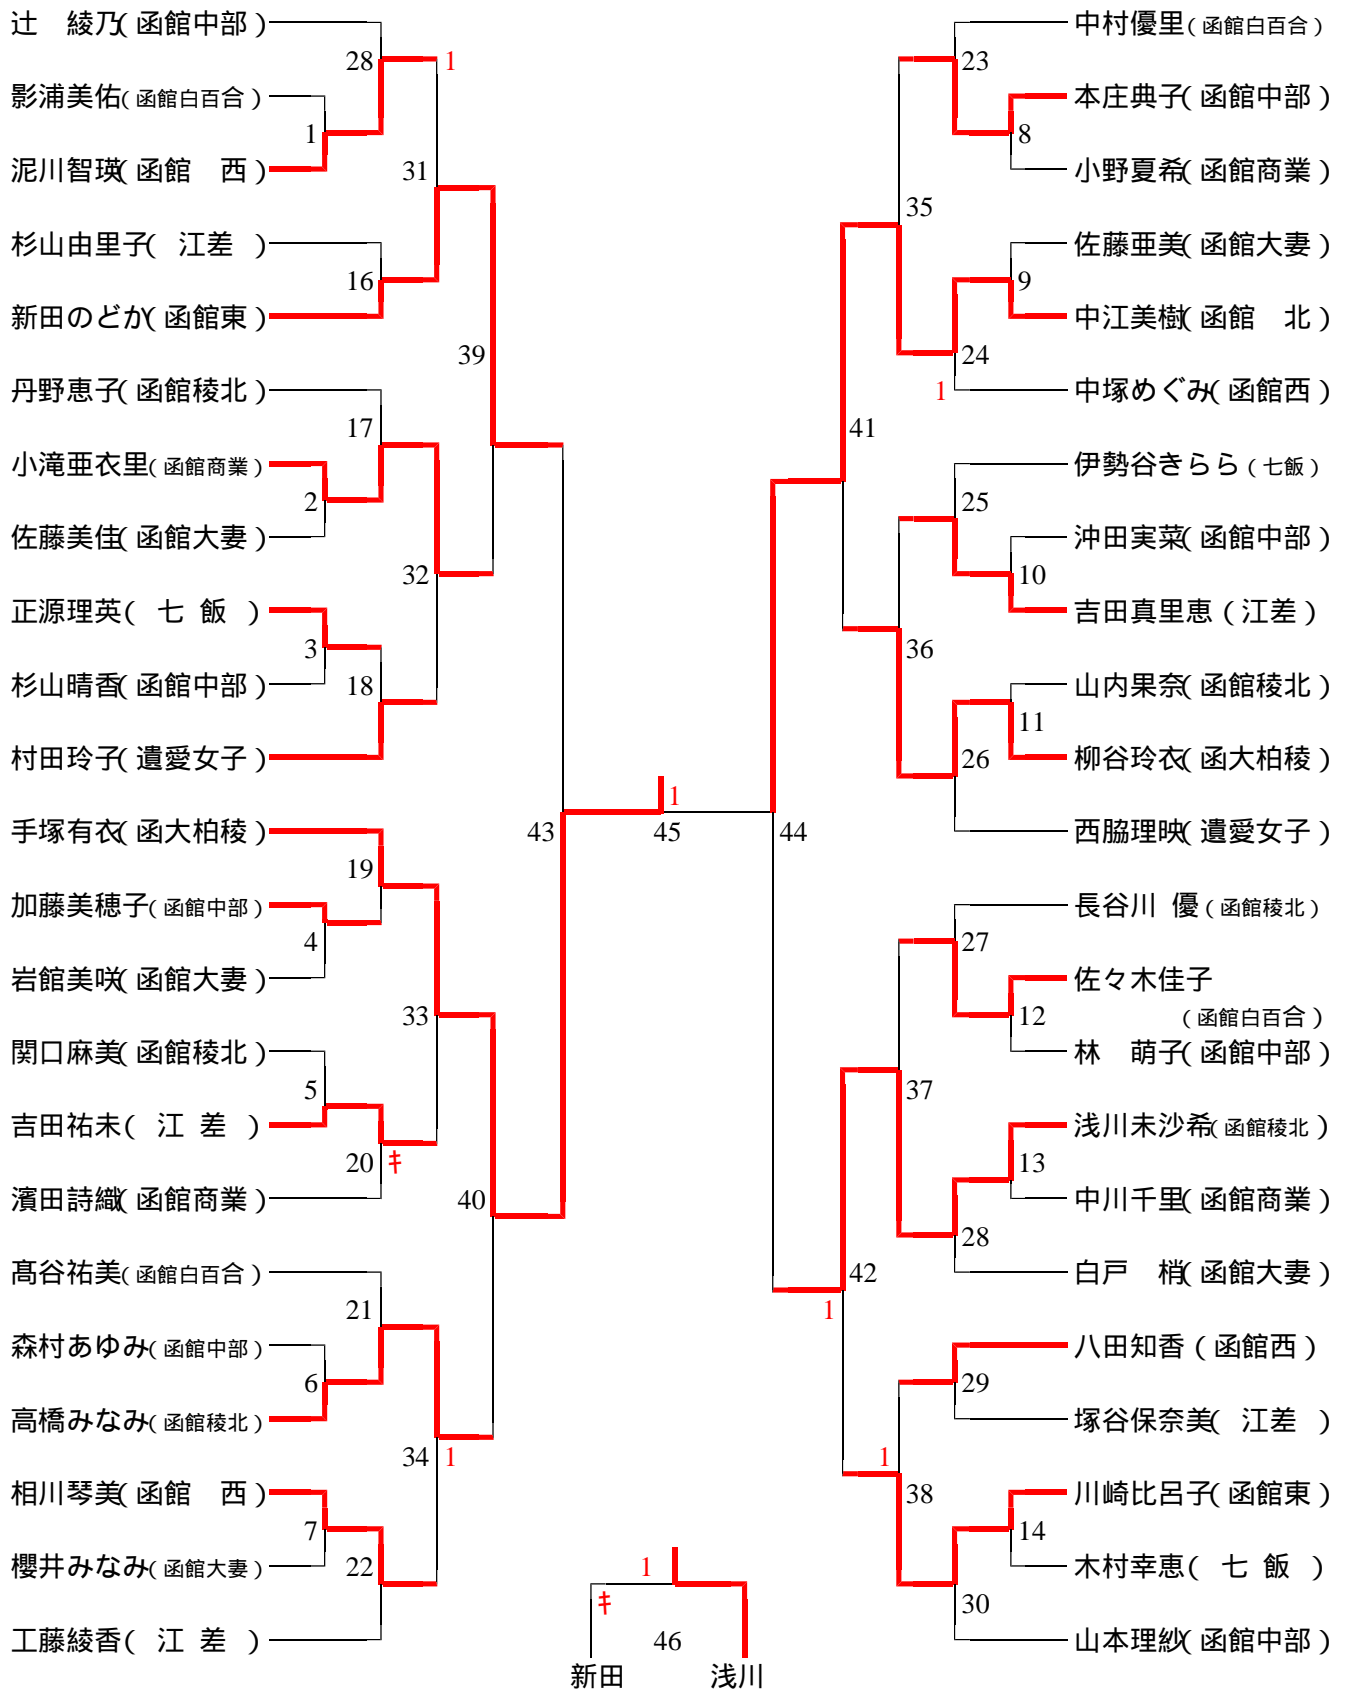 辻　綾乃(函館中部)
28
1
影浦美佑(函館白百合)
1
泥川智瑛(函館　西)
31
杉山由里子(　江差　)
16
新田のどか(函館東)
39
丹野恵子(函館稜北)
17
小滝亜衣里(函館商業)
2
佐藤美佳(函館大妻)
32
正源理英(　七 飯　)
3
杉山晴香(函館中部)
18
村田玲子(遺愛女子)
43
手塚有衣(函大柏稜)
19
加藤美穂子(函館中部)
4
岩館美咲(函館大妻)
33
関口麻美(函館稜北)
5
吉田祐未(　江 差　)
20 キ
濱田詩織(函館商業)
40
髙谷祐美(函館白百合)
21
森村あゆみ(函館中部)
6
高橋みなみ(函館稜北)
34 1
相川琴美(函館　西)
7
櫻井みなみ(函館大妻)
22
工藤綾香(　江 差　)
1
45
中村優里(函館白百合)
23
本庄典子(函館中部)
8
小野夏希(函館商業)
35
佐藤亜美(函館大妻)
9
中江美樹(函館　北)
24
1
中塚めぐみ(函館西)
41
伊勢谷きらら(七飯)
25
沖田実菜(函館中部)
10
吉田真里恵(江差)
36
山内果奈(函館稜北)
11
柳谷玲衣(函大柏稜)
26
西脇理映(遺愛女子)
44
長谷川 優(函館稜北)
27
佐々木佳子
(函館白百合)
12
林　萌子(函館中部)
37
浅川未沙希(函館稜北)
13
中川千里(函館商業)
28
白戸　梢(函館大妻)
42
1
八田知香(函館西)
29
塚谷保奈美(　江差　)
1
38
川崎比呂子(函館東)
14
木村幸恵(　七 飯　)
30
山本理紗(函館中部)
1
キ
46
新田　浅川